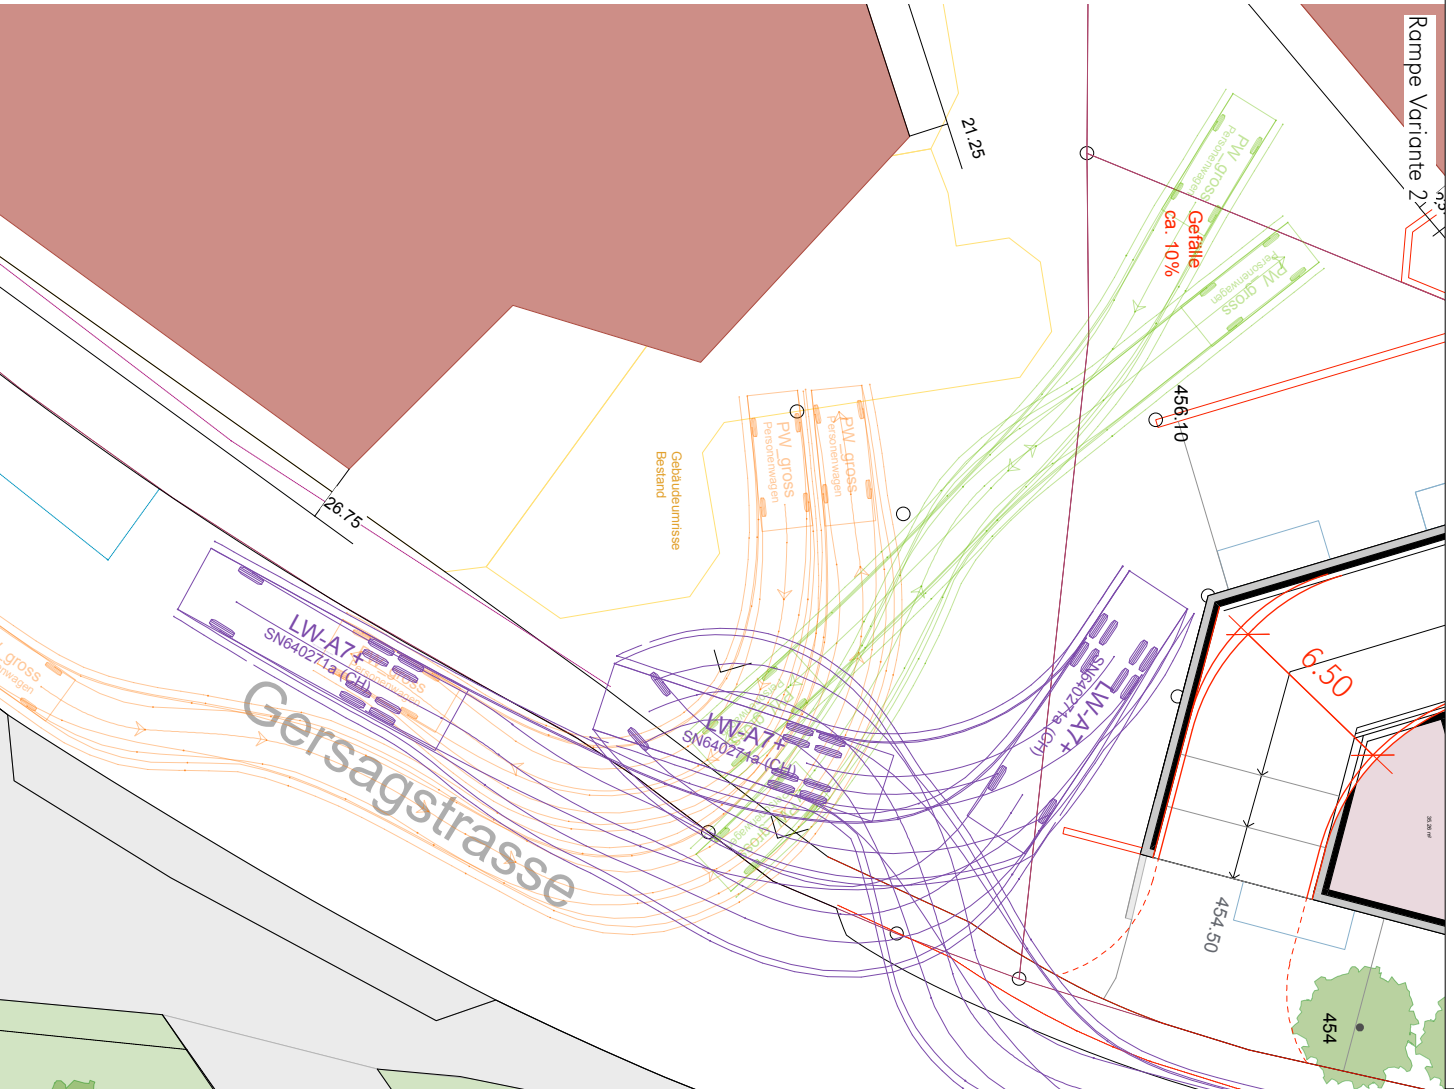 Rampe Variante 2
21.25
PW_gross
Personenwagen
PW_gross
Personenwagen
Gefälle
ca. 10%
456.10
PW_gross
Personenwagen
PW_gross
Personenwagen
Gebäudeumrisse
Bestand
26.75
6.50
LW-A7+
SN640271a (CH)
LW-A7+
SN640271a (CH)
LW-A7+
SN640271a (CH)
gross
Gersagstrasse
454.50
454